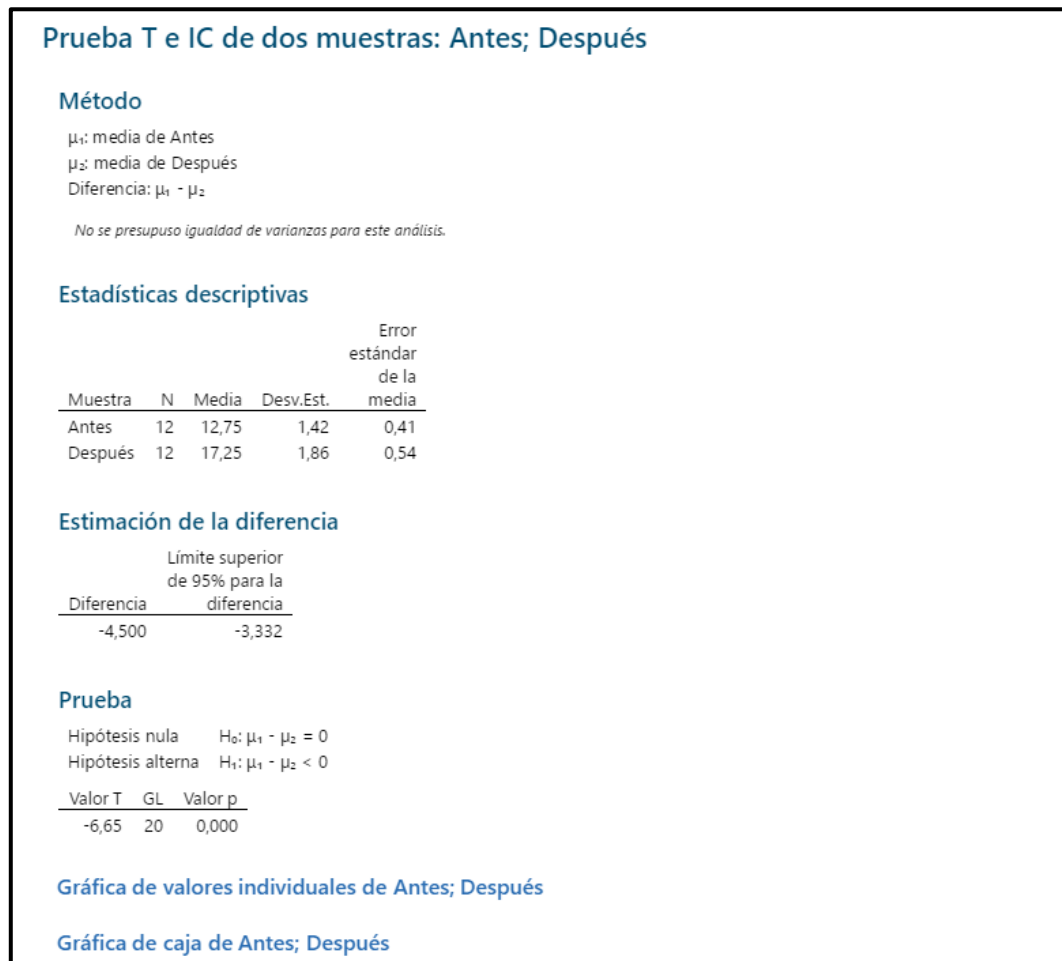 Prueba T e IC de dos muestras: Antes; Después
Método
μ₁: media de Antes
μ₂: media de Después
Diferencia: μ₁ - μ₂
No se presupuso igualdad de varianzas para este análisis.
Estadísticas descriptivas
Error
estándar
de la
Muestra N Media Desv.Est. media
Antes 12 12,75 1,42 0,41
Después 12 17,25 1,86 0,54
Estimación de la diferencia
Límite superior
de 95% para la
Diferencia diferencia
-4,500 -3,332
Prueba
Hipótesis nula H₀: μ₁ - μ₂ = 0
Hipótesis alterna H₁: μ₁ - μ₂ < 0
Valor T GL Valor p
-6,65 20 0,000
Gráfica de valores individuales de Antes; Después
Gráfica de caja de Antes; Después